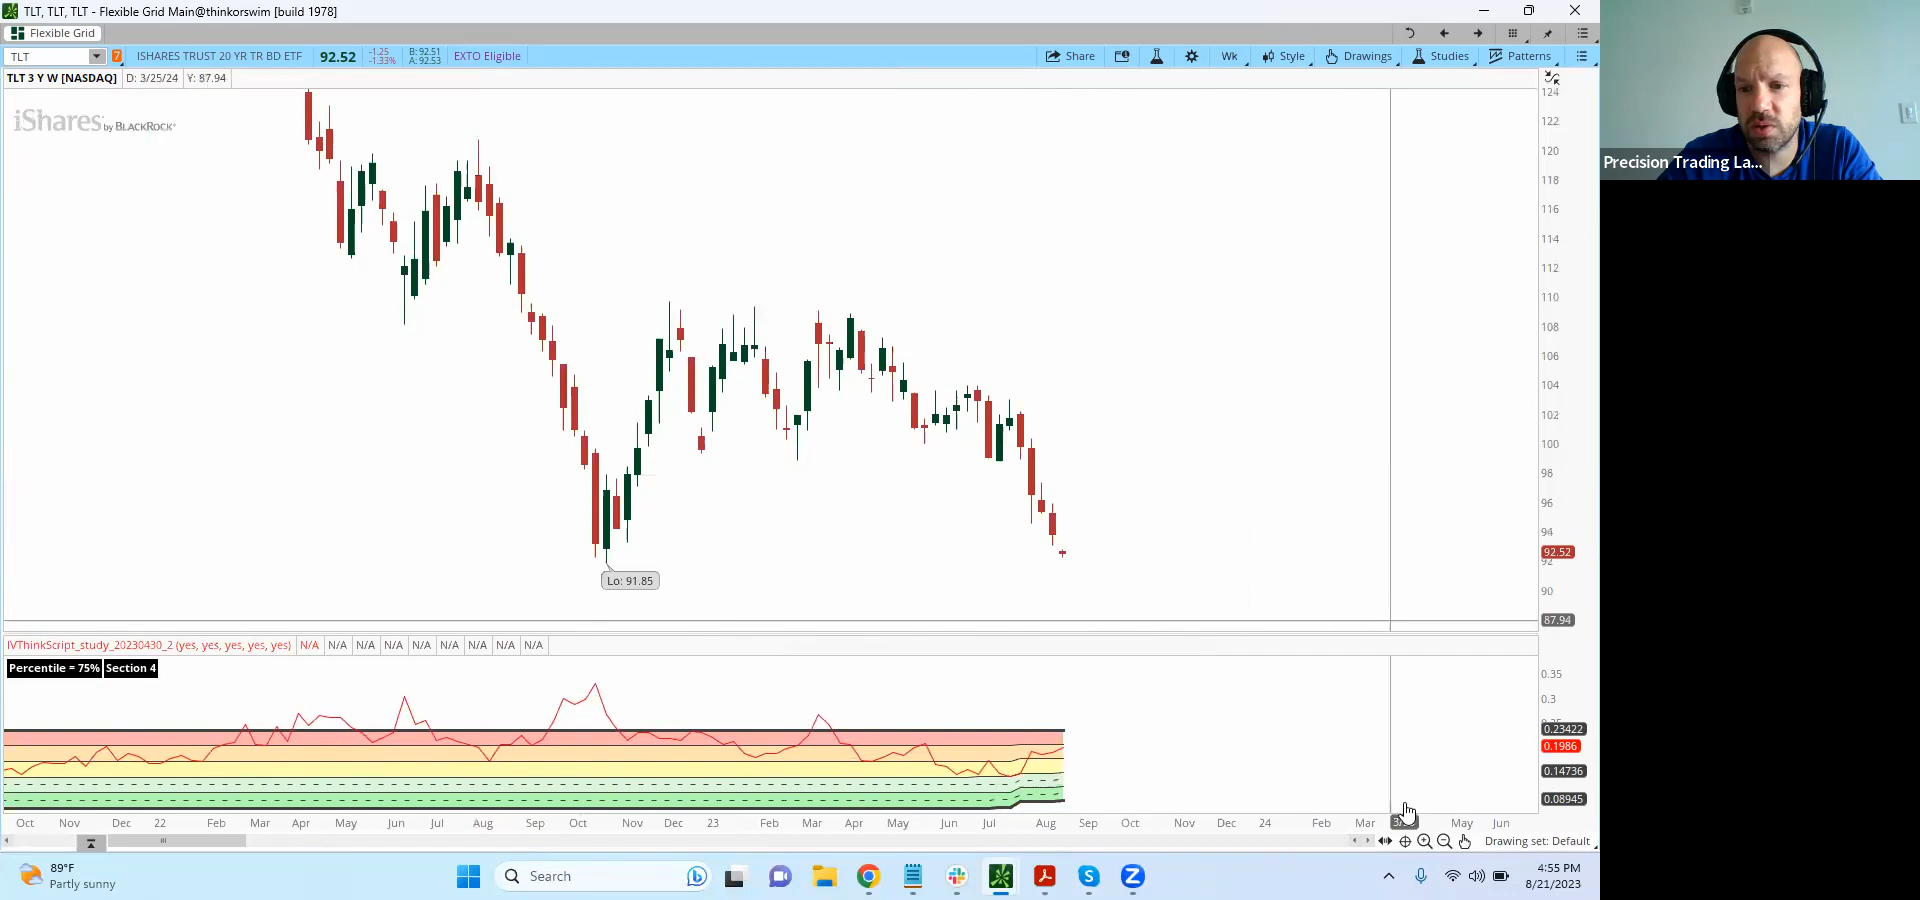 TLT, TLT, TLT - Flexible Grid Main@thinkorswim [build 1978]
Flexible Grid
TLT
7
ISHARES TRUST 20 YR TR BD ETF
92.52
-1.25
-1.33%
B: 92.51
A: 92.53
EXTO Eligible
Share
Wk
Style
Drawings
Studies
Patterns
TLT 3 Y W [NASDAQ]
D: 3/25/24
Y: 87.94
iShares by BLACKROCK
124
122
120
118
116
114
112
110
108
106
104
102
100
98
96
94
92.52
92
90
87.94
Lo: 91.85
IVThinkScript_study_20230430_2 (yes, yes, yes, yes, yes)
N/A N/A N/A N/A N/A N/A N/A N/A N/A
Percentile = 75% Section 4
0.35
0.3
0.23422
0.1986
0.14736
0.08945
Oct Nov Dec 22 Feb Mar Apr May Jun Jul Aug Sep Oct Nov Dec 23 Feb Mar Apr May Jun Jul Aug Sep Oct Nov Dec 24 Feb Mar May Jun
Drawing set: Default
89°F
Partly sunny
Search
4:55 PM
8/21/2023
Precision Trading La...